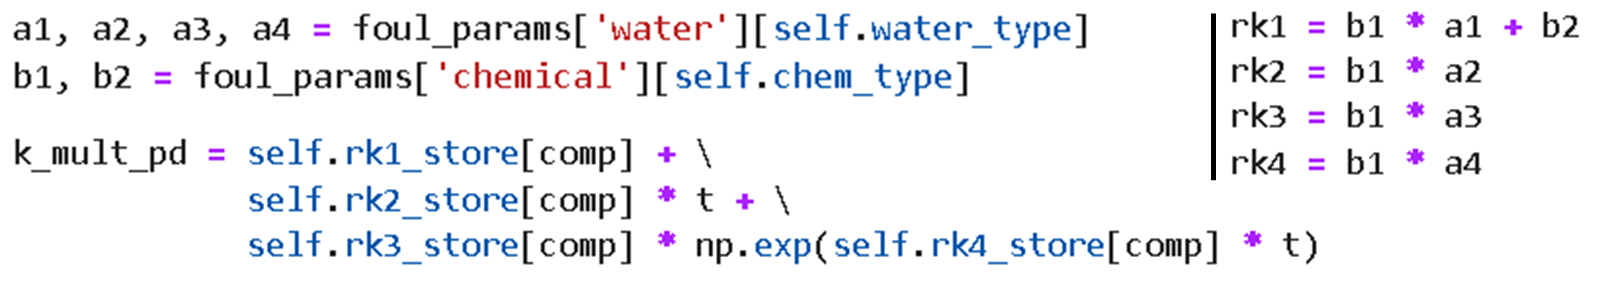 a1, a2, a3, a4 = foul_params['water'][self.water_type]
b1, b2 = foul_params['chemical'][self.chem_type]
k_mult_pd = self.rk1_store[comp] + \
self.rk2_store[comp] * t + \
self.rk3_store[comp] * np.exp(self.rk4_store[comp] * t)
rk1 = b1 * a1 + b2
rk2 = b1 * a2
rk3 = b1 * a3
rk4 = b1 * a4